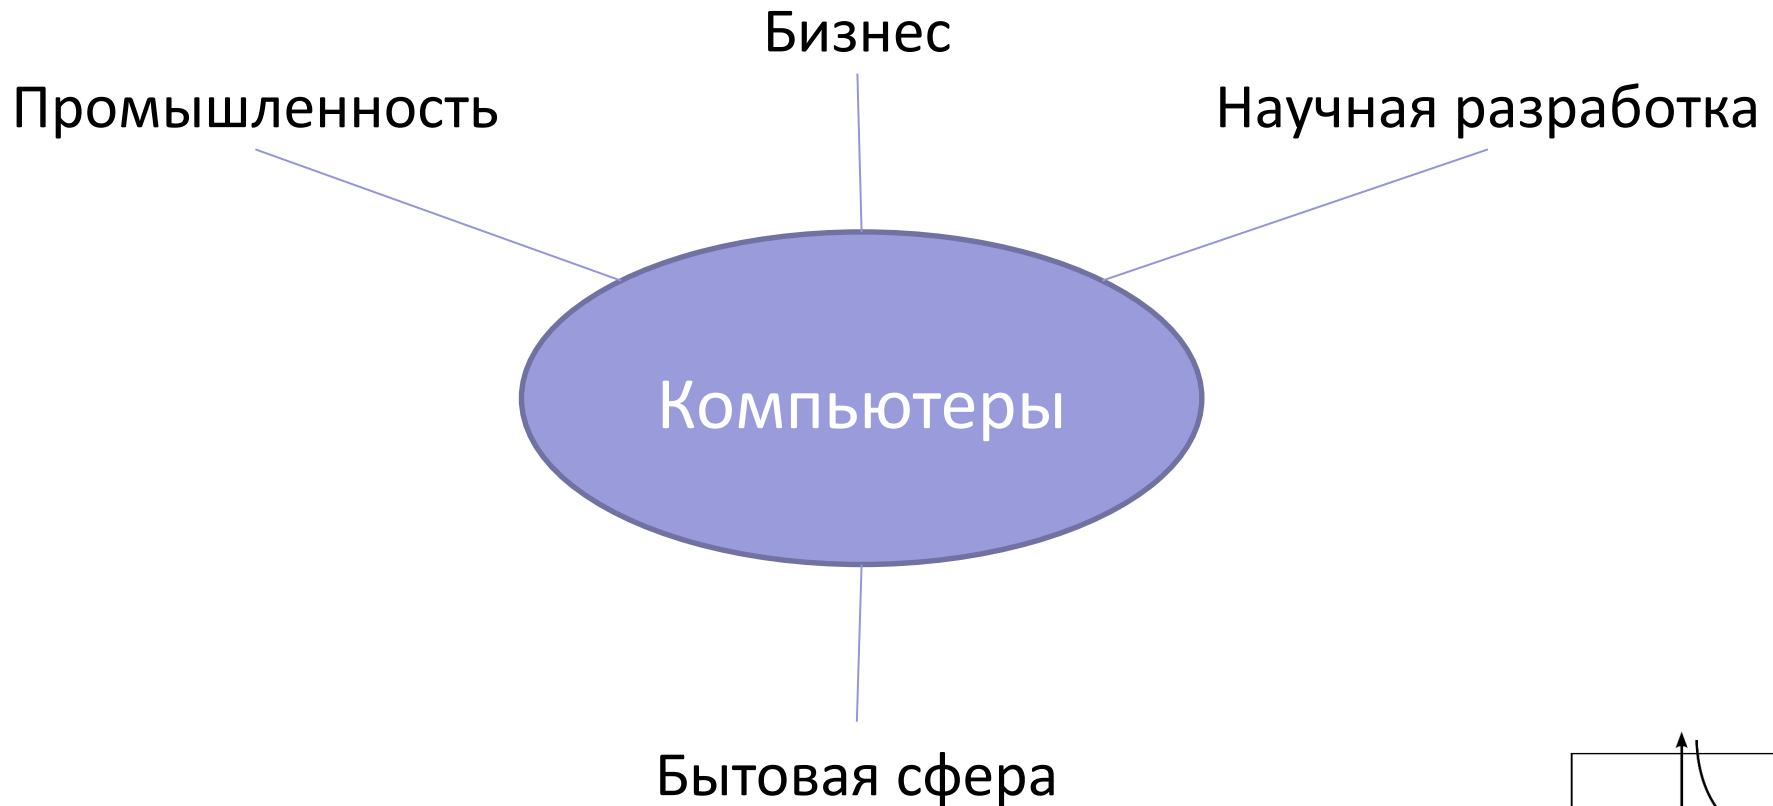 Бизнес
Промышленность
Научная разработка
Компьютеры
Бытовая сфера